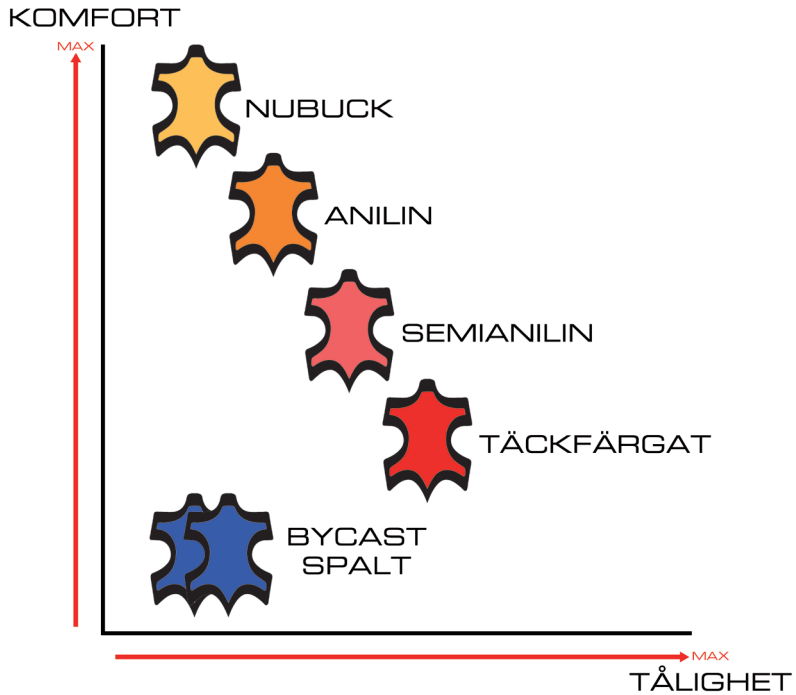 KOMFORT
MAX
NUBUCK
ANILIN
SEMIANILIN
TÄCKFÄRGAT
BYCAST
SPALT
MAX
TÅLIGHET